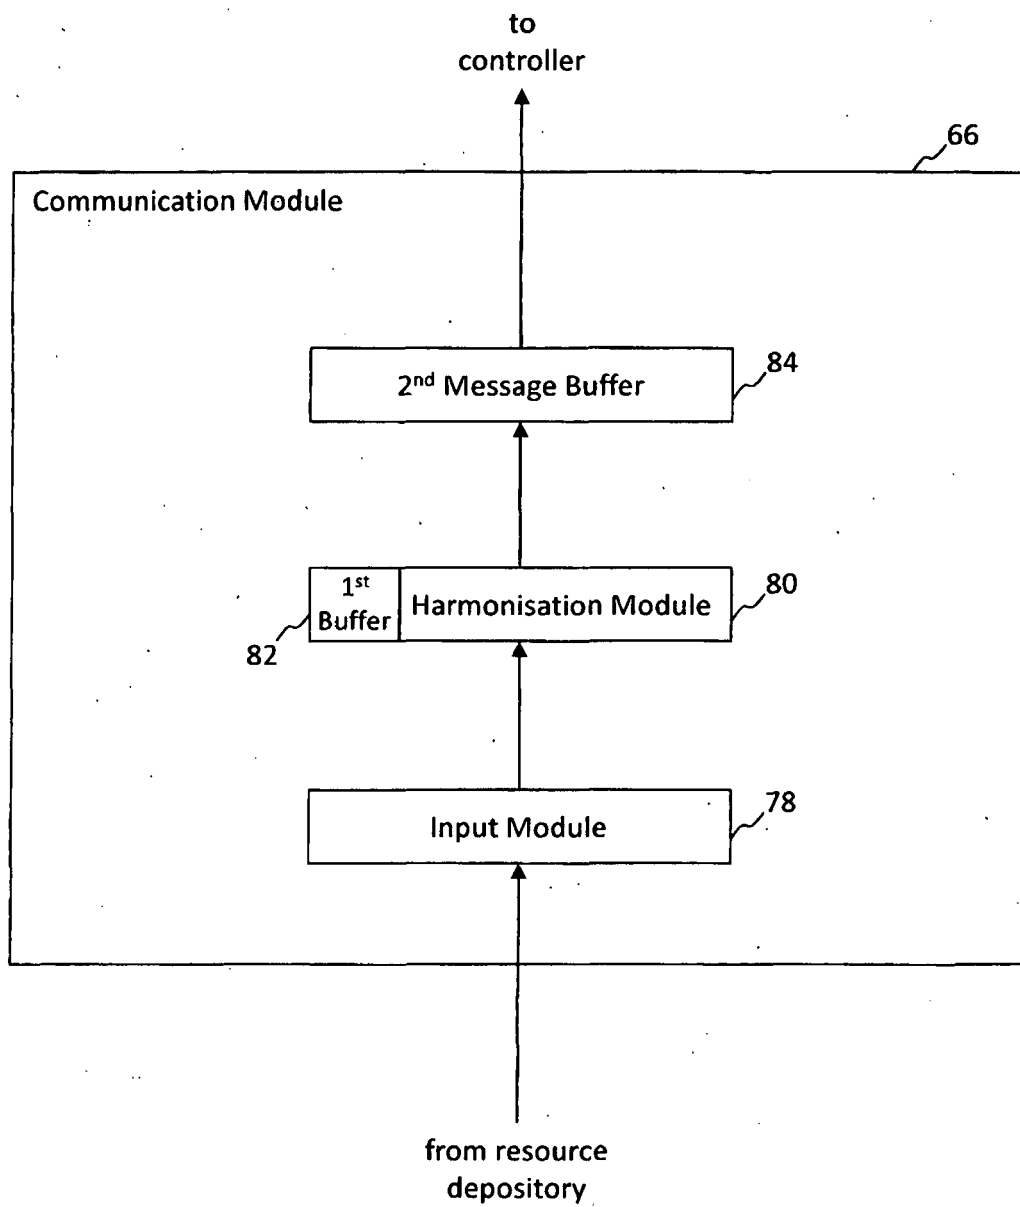 to
controller
66
Communication Module
2nd Message Buffer
84
1st
Buffer
Harmonisation Module
80
82
Input Module
78
from resource
depository